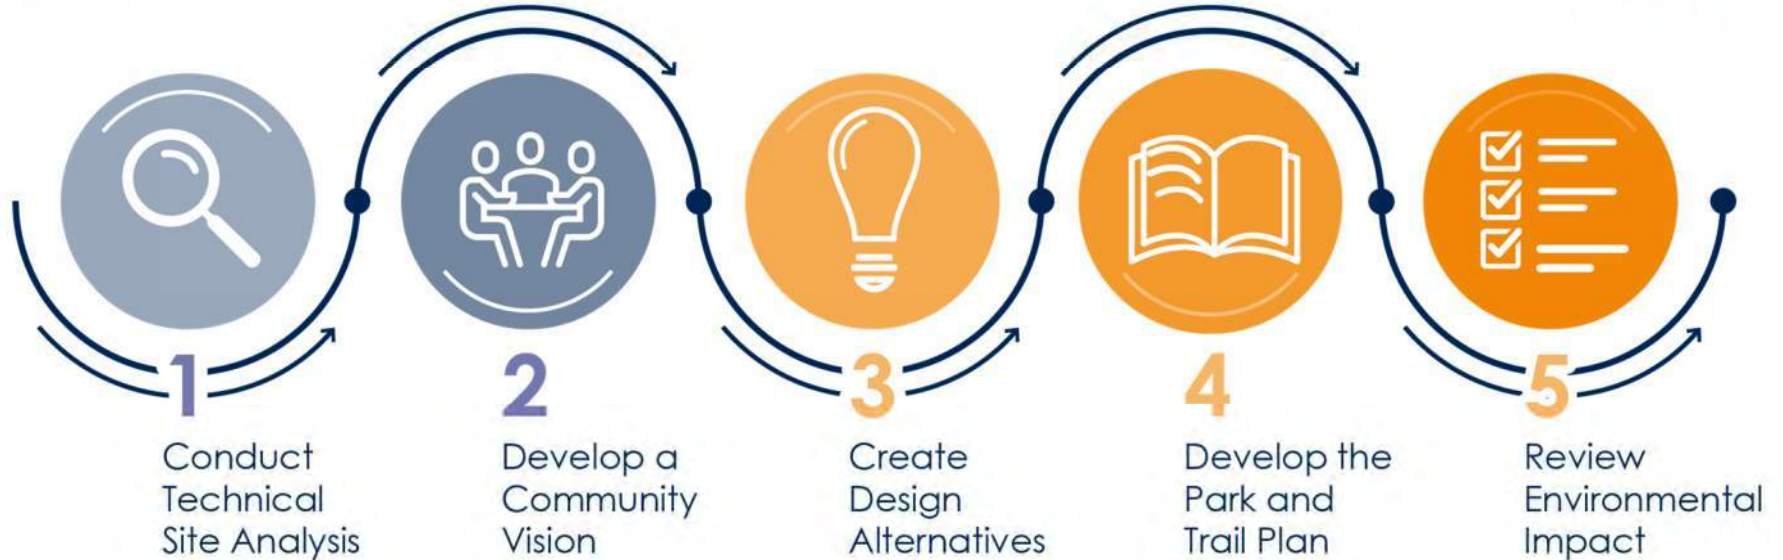 1
Conduct
Technical
Site Analysis
2
Develop a
Community
Vision
3
Create
Design
Alternatives
4
Develop the
Park and
Trail Plan
5
Review
Environmental
Impact